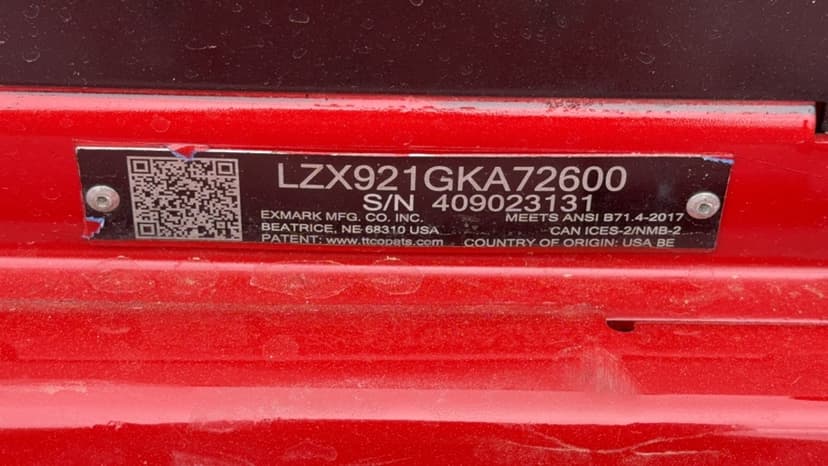 LZX921GKA72600
S/N 409023131
EXMARK MFG. CO. INC. MEETS ANSI B71.4-2017
BEATRICE, NE 68310 USA CAN ICES-2/NMB-2
PATENT: www.ttcopats.com COUNTRY OF ORIGIN: USA BE